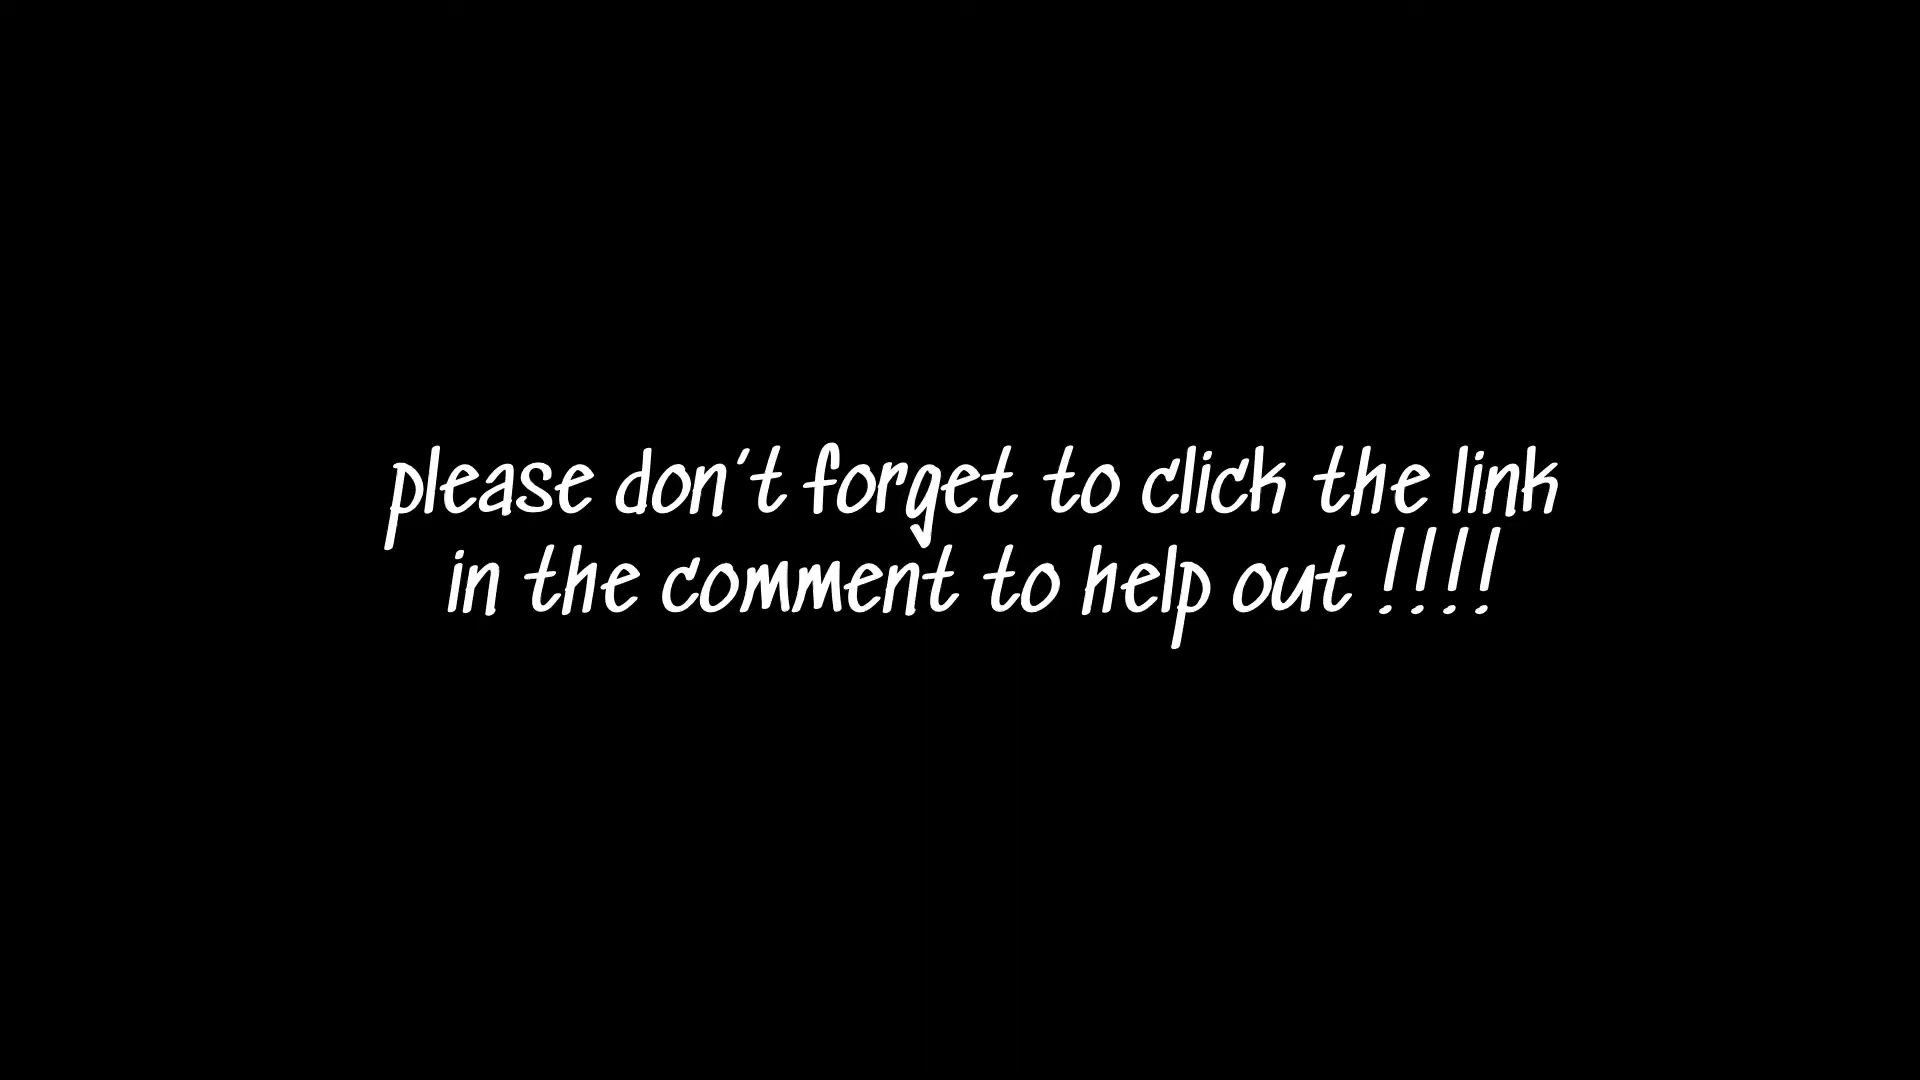 please don't forget to click the link
in the comment to help out !!!!